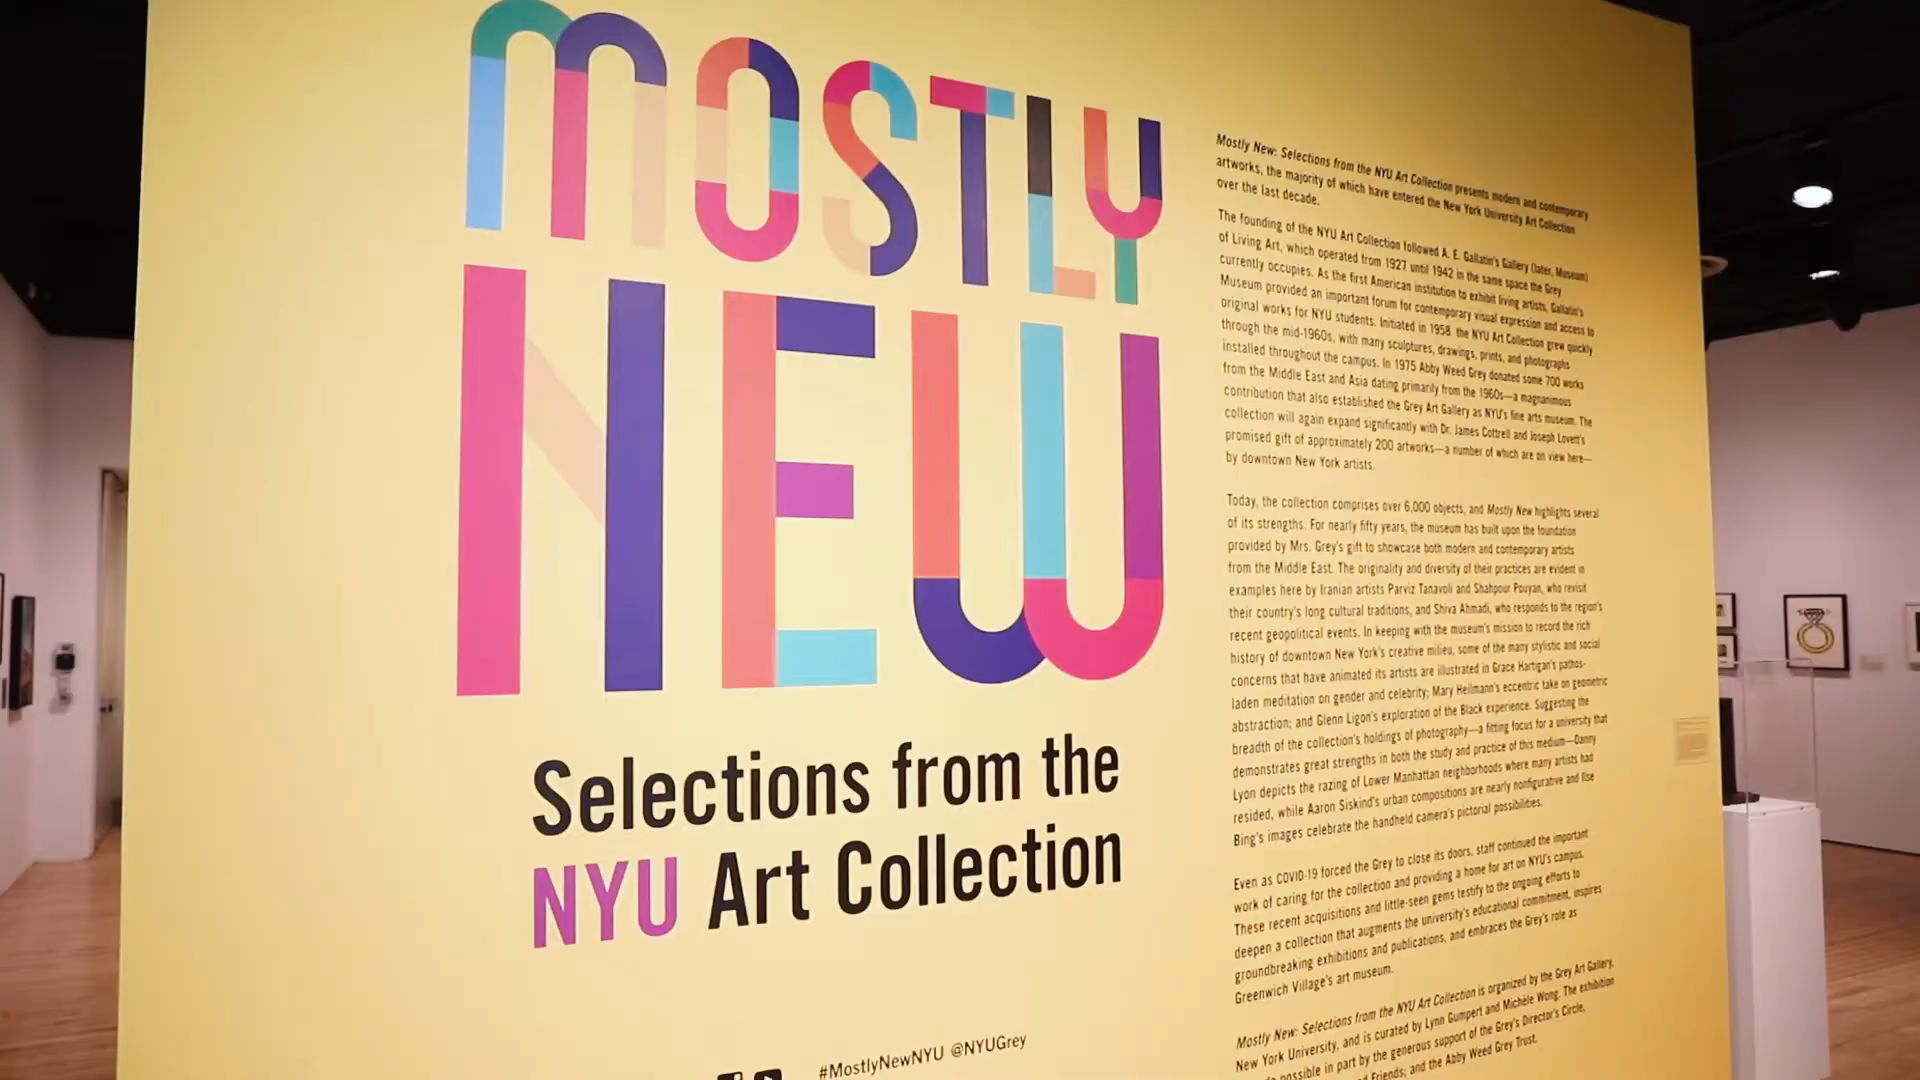 MOSTLY
NEW
Selections from the
NYU Art Collection
#MostlyNewNYU @NYUGrey
Mostly New: Selections from the NYU Art Collection presents modern and contemporary
artworks, the majority of which have entered the New York University Art Collection
over the last decade.
The founding of the NYU Art Collection followed A. E. Gallatin's Gallery (later, Museum)
of Living Art, which operated from 1927 until 1942 in the same space the Grey
currently occupies. As the first American institution to exhibit living artists, Gallatin's
Museum provided an important forum for contemporary visual expression and access to
original works for NYU students. Initiated in 1958 the NYU Art Collection grew quickly
through the mid-1960s, with many sculptures, drawings, prints, and photographs
installed throughout the campus. In 1975 Abby Weed Grey donated some 700 works
from the Middle East and Asia dating primarily from the 1960s—a magnanimous
contribution that also established the Grey Art Gallery as NYU's fine arts museum. The
collection will again expand significantly with Dr. James Cottrell and Joseph Lovett's
promised gift of approximately 200 artworks—a number of which are on view here—
by downtown New York artists.
Today, the collection comprises over 6,000 objects, and Mostly New highlights several
of its strengths. For nearly fifty years, the museum has built upon the foundation
provided by Mrs. Grey's gift to showcase both modern and contemporary artists
from the Middle East. The originality and diversity of their practices are evident in
examples here by Iranian artists Parviz Tanavoli and Shahpour Pouyan, who revisit
their country's long cultural traditions, and Shiva Ahmadi, who responds to the region's
recent geopolitical events. In keeping with the museum's mission to record the rich
history of downtown New York's creative milieu, some of the many stylistic and social
concerns that have animated its artists are illustrated in Grace Hartigan's pathos-
laden meditation on gender and celebrity; Mary Heilmann's eccentric take on geometric
abstraction; and Glenn Ligon's exploration of the Black experience. Suggesting the
breadth of the collection's holdings of photography—a fitting focus for a university that
demonstrates great strengths in both the study and practice of this medium—Danny
Lyon depicts the razing of Lower Manhattan neighborhoods where many artists had
resided, while Aaron Siskind's urban compositions are nearly nonfigurative and Ilse
Bing's images celebrate the handheld camera's pictorial possibilities.
Even as COVID-19 forced the Grey to close its doors, staff continued the important
work of caring for the collection and providing a home for art on NYU's campus.
These recent acquisitions and little-seen gems testify to the ongoing efforts to
deepen a collection that augments the university's educational commitment, inspires
groundbreaking exhibitions and publications, and embraces the Grey's role as
Greenwich Village's art museum.
Mostly New: Selections from the NYU Art Collection is organized by the Grey Art Gallery,
New York University, and is curated by Lynn Gumpert and Michèle Wong. The exhibition
possible in part by the generous support of the Grey's Director's Circle,
Friends; and the Abby Weed Grey Trust.